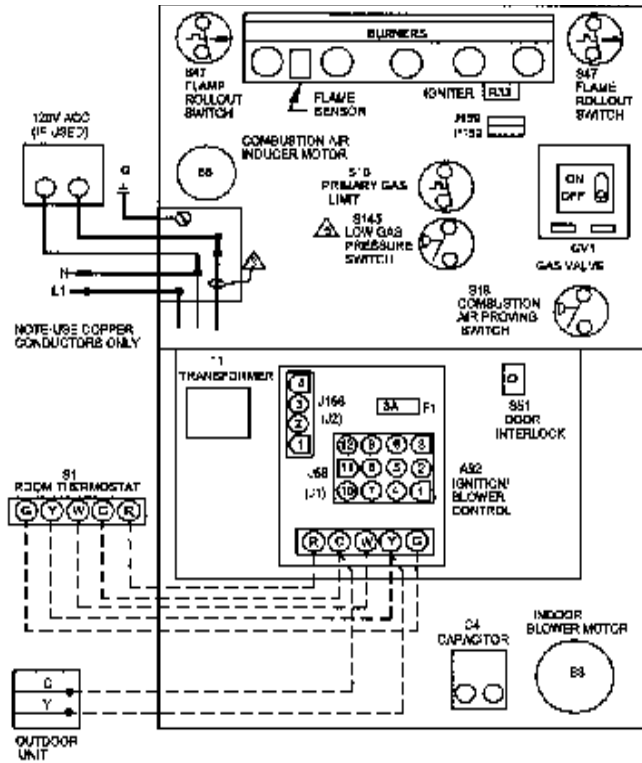 BURNERS
S47
FLAME
ROLLOUT
SWITCH
FLAME
SENSOR
IGNITER
S47
FLAME
ROLLOUT
SWITCH
120V ACC
(IF USED)
G
COMBUSTION AIR
INDUCER MOTOR
B6
S10
PRIMARY GAS
LIMIT
S145
LOW GAS
PRESSURE
SWITCH
ON
OFF
GV1
GAS VALVE
S18
COMBUSTION
AIR PROVING
SWITCH
N
L1
NOTE-USE COPPER
CONDUCTORS ONLY
T1
TRANSFORMER
4
3
2
1
J156
(J2)
3A
F1
S51
DOOR
INTERLOCK
12 9 6 3
11 8 5 2
10 7 4 1
J58
(J1)
A92
IGNITION/
BLOWER
CONTROL
S1
ROOM THERMOSTAT
G Y W C R
R C W Y G
C4
CAPACITOR
INDOOR
BLOWER MOTOR
B3
C
Y
OUTDOOR
UNIT